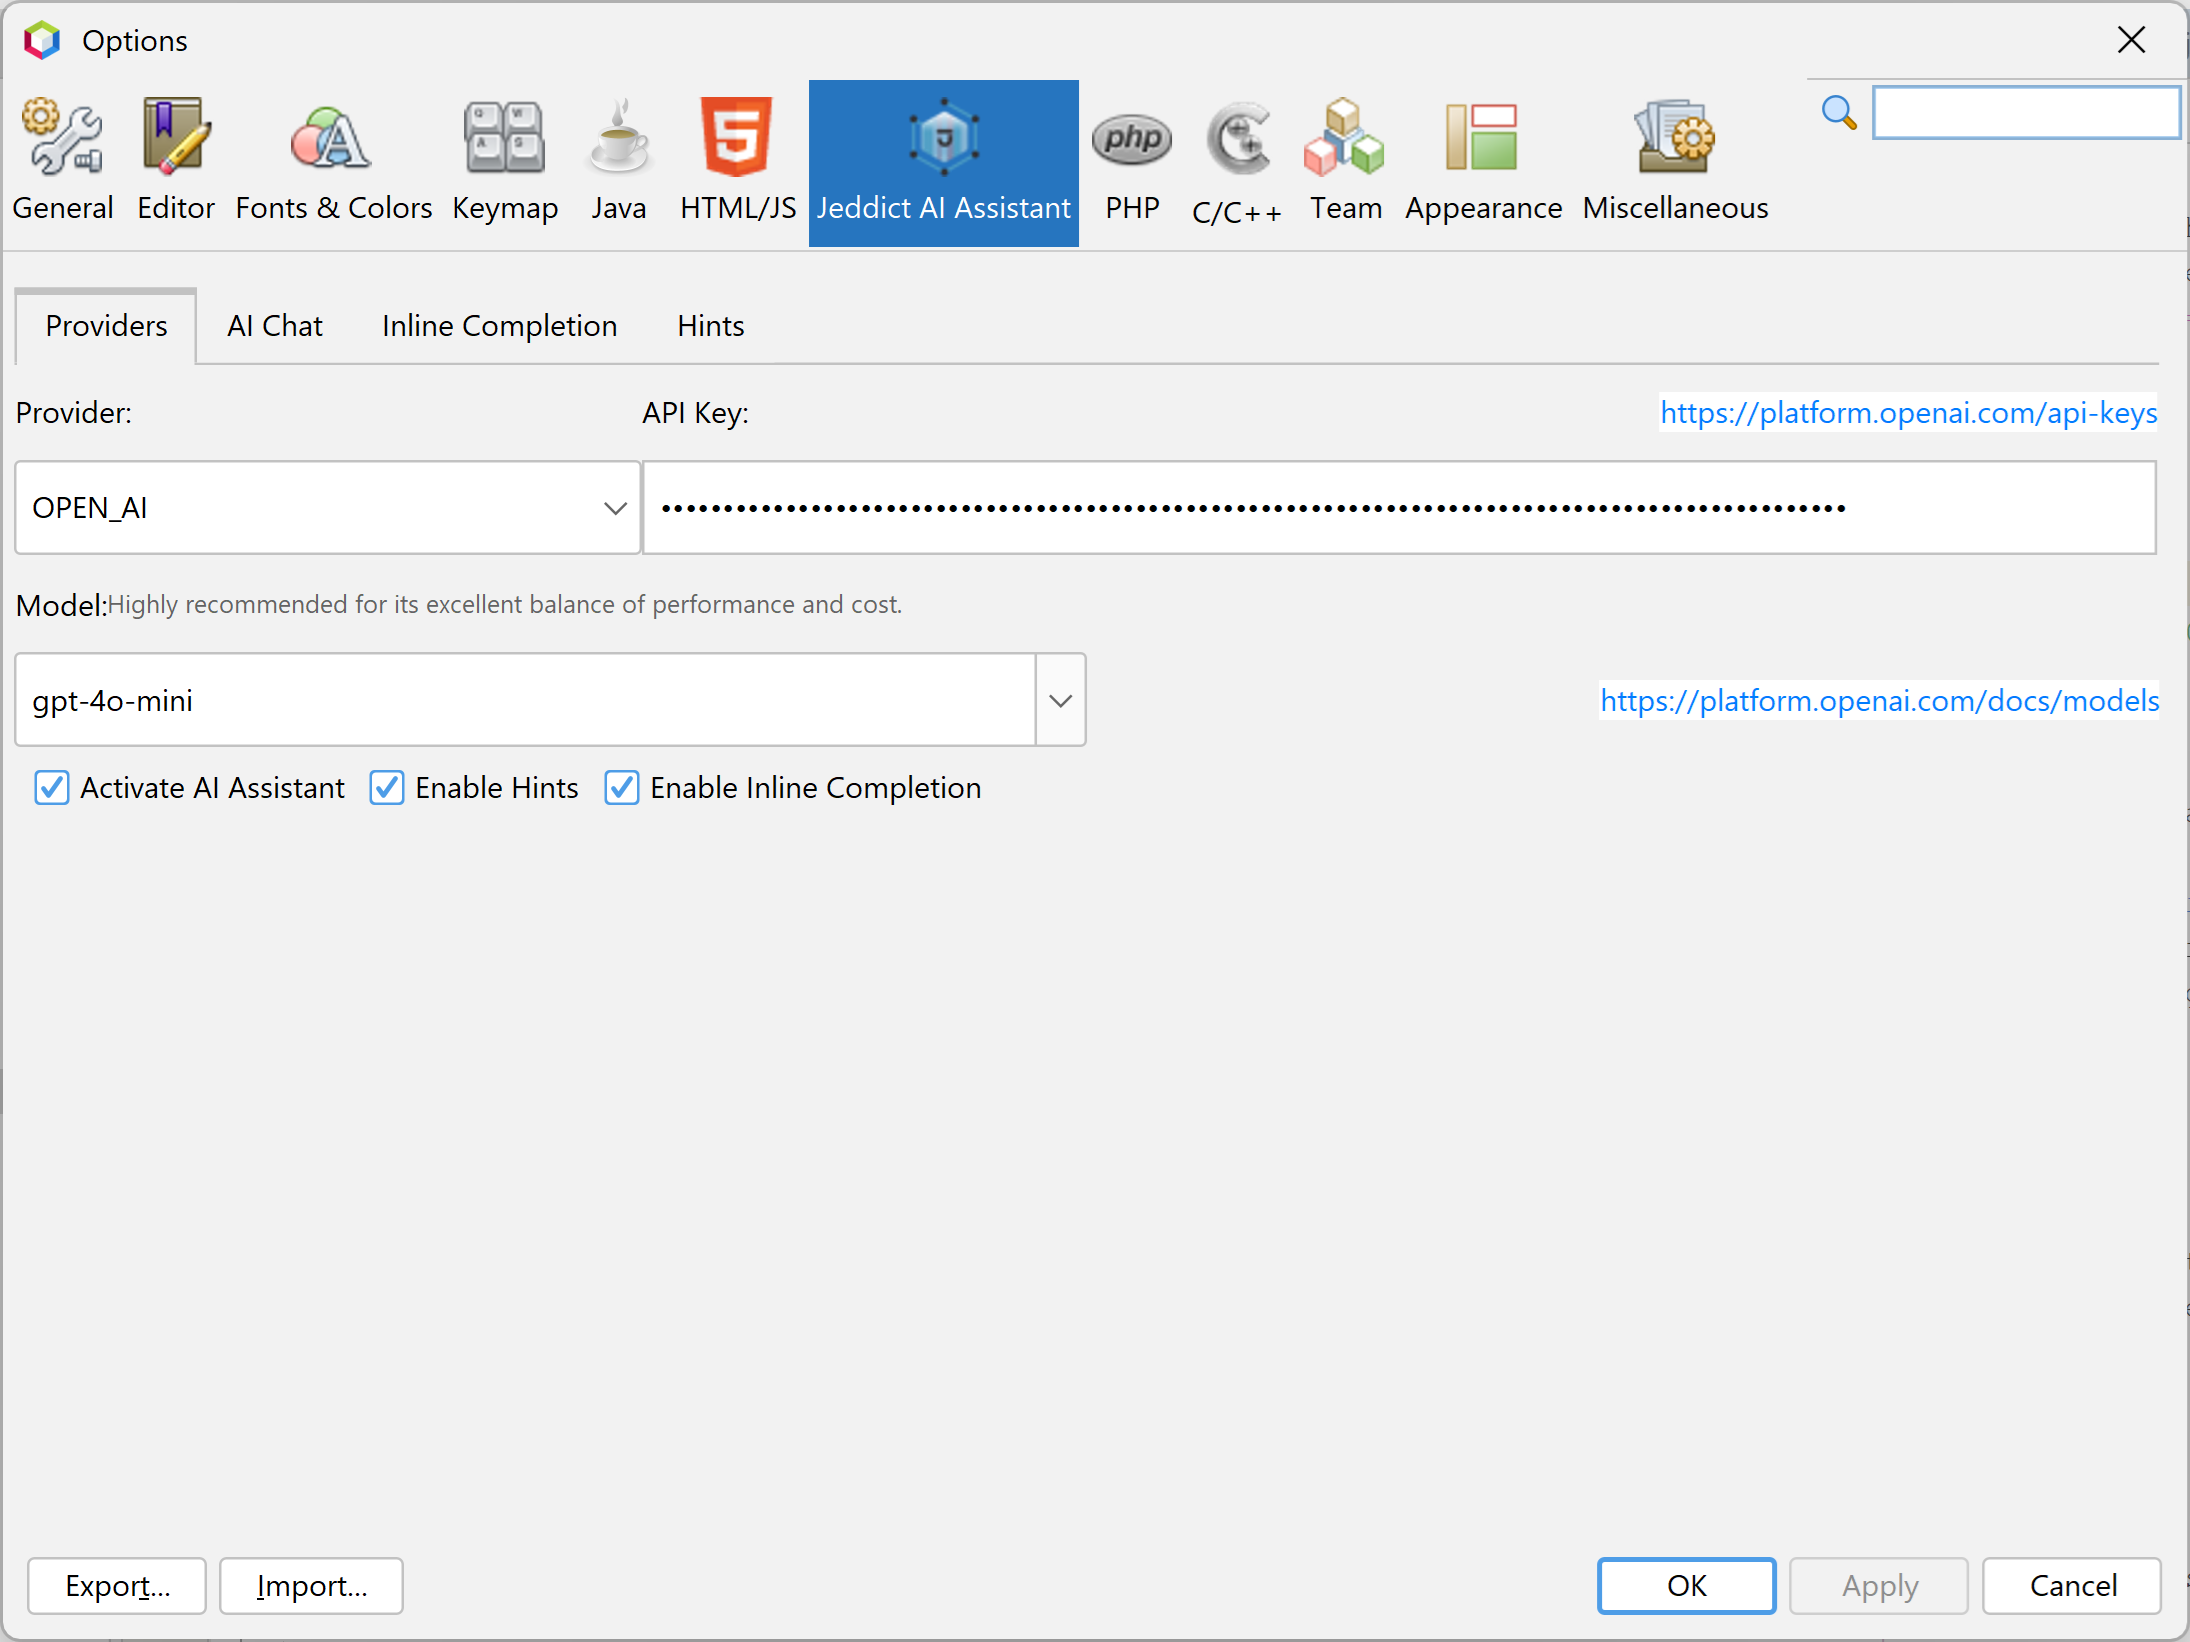 Options
General Editor Fonts & Colors Keymap Java HTML/JS Jeddict AI Assistant PHP C/C++ Team Appearance Miscellaneous
Providers AI Chat Inline Completion Hints
Provider: API Key: https://platform.openai.com/api-keys
OPEN_AI
Model:Highly recommended for its excellent balance of performance and cost.
gpt-4o-mini https://platform.openai.com/docs/models
Activate AI Assistant Enable Hints Enable Inline Completion
Export... Import... OK Apply Cancel